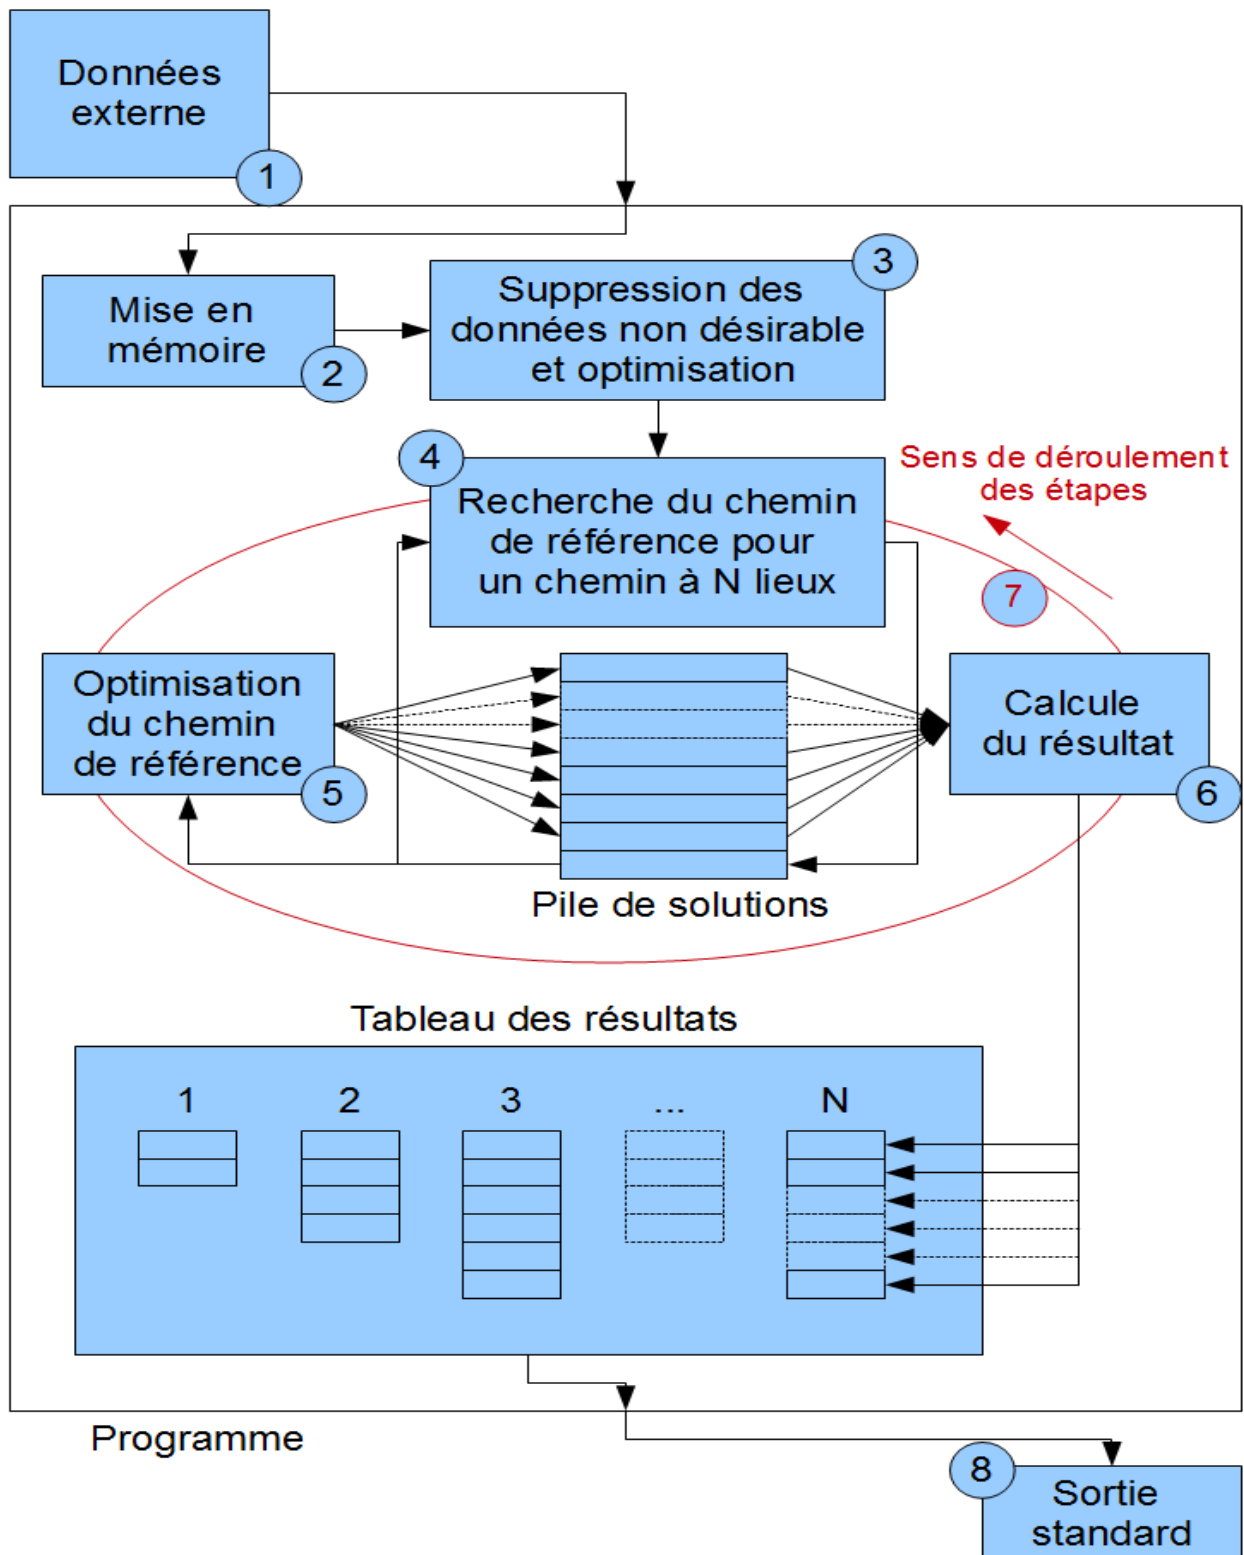 Données
externe
1
Mise en
mémoire
2
3
Suppression des
données non désirable
et optimisation
4
Recherche du chemin
de référence pour
un chemin à N lieux
Sens de déroulement
des étapes
7
Optimisation
du chemin
de référence
5
Calcule
du résultat
6
Pile de solutions
Tableau des résultats
1 2 3 ... N
Programme
8
Sortie
standard